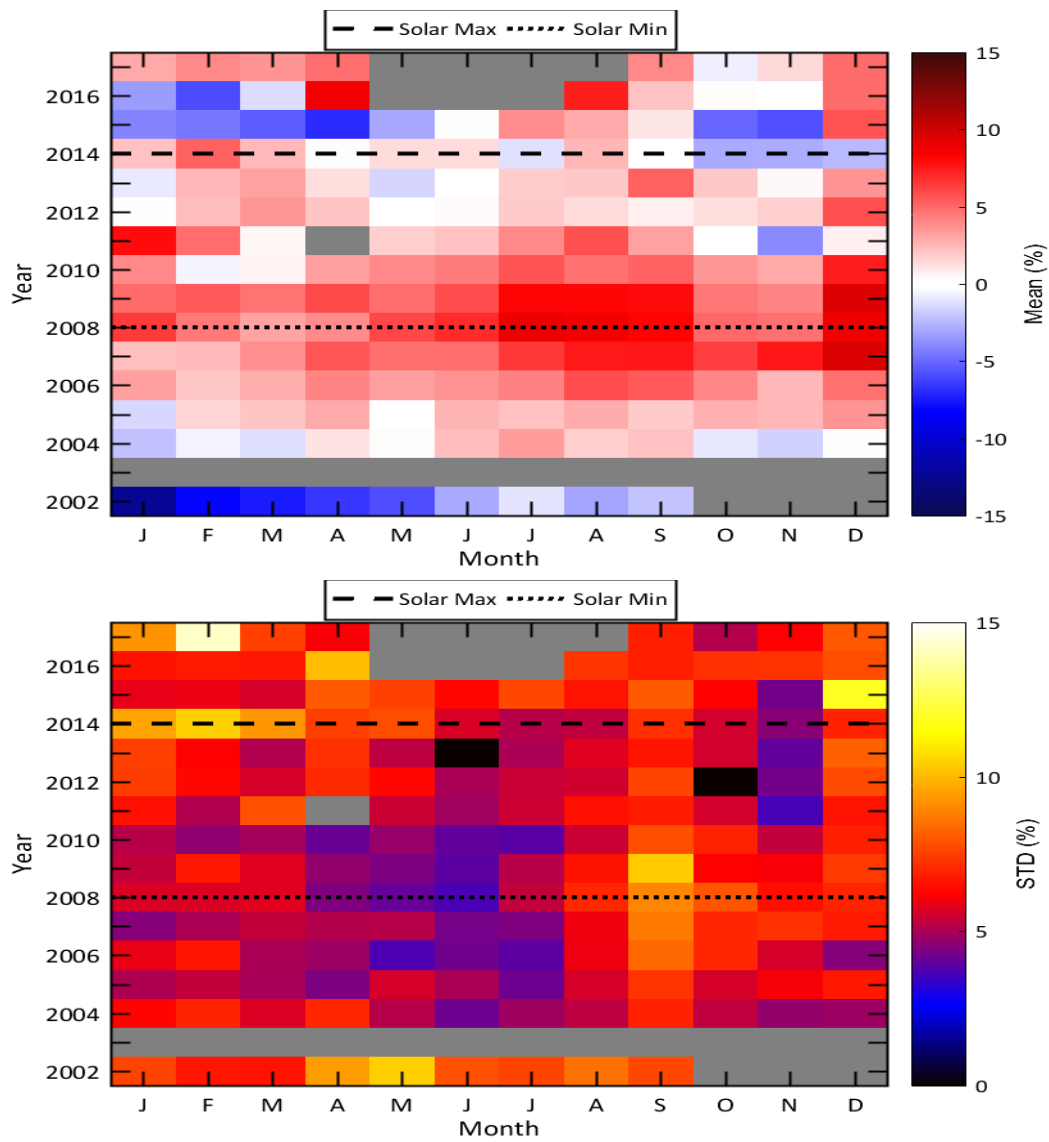 Solar Max Solar Min
15
2016
10
2014
5
2012
Year
2010
0
Mean (%)
2008
-5
2006
2004
-10
2002
-15
J F M A M J J A S O N D
Month
Solar Max Solar Min
15
2016
2014
10
2012
Year
2010
STD (%)
2008
5
2006
2004
2002
0
J F M A M J J A S O N D
Month